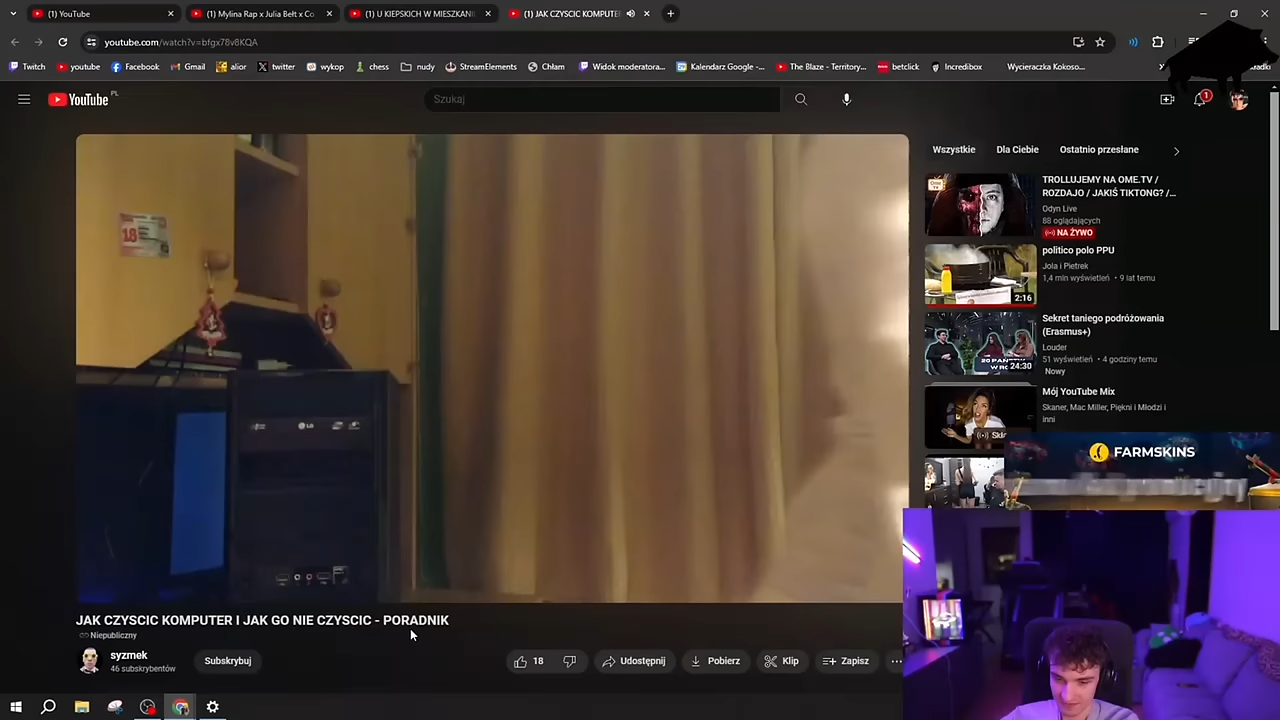 (1) YouTube
(1) Mylina Rap x Julia Belt x Co
(1) U KIEPSKICH W MIESZKANI
(1) JAK CZYSCIC KOMPUTER
youtube.com/watch?v=bfgx78v8KQA
Twitch
youtube
Facebook
Gmail
alior
twitter
wykop
chess
nudy
StreamElements
Chłam
Widok moderatora...
Kalendarz Google -...
The Blaze - Territory...
betclick
Incredibox
Wycieraczka Kokoso...
YouTube PL
Szukaj
1
Wszystkie
Dla Ciebie
Ostatnio przesłane
TROLLUJEMY NA OME.TV /
ROZDAJO / JAKIŚ TIKTONG? /...
Odyn Live
88 oglądających
NA ŻYWO
politico polo PPU
Jola i Pietrek
1,4 mln wyświetleń • 9 lat temu
2:16
Sekret taniego podróżowania
(Erasmus+)
Louder
51 wyświetleń • 4 godziny temu
Nowy
24:30
Mój YouTube Mix
Skaner, Mac Miller, Piękni i Młodzi i
inni
FARMSKINS
18
LG
JAK CZYSCIC KOMPUTER I JAK GO NIE CZYSCIC - PORADNIK
Niepubliczny
syzmek
46 subskrybentów
Subskrybuj
18
Udostępnij
Pobierz
Klip
Zapisz